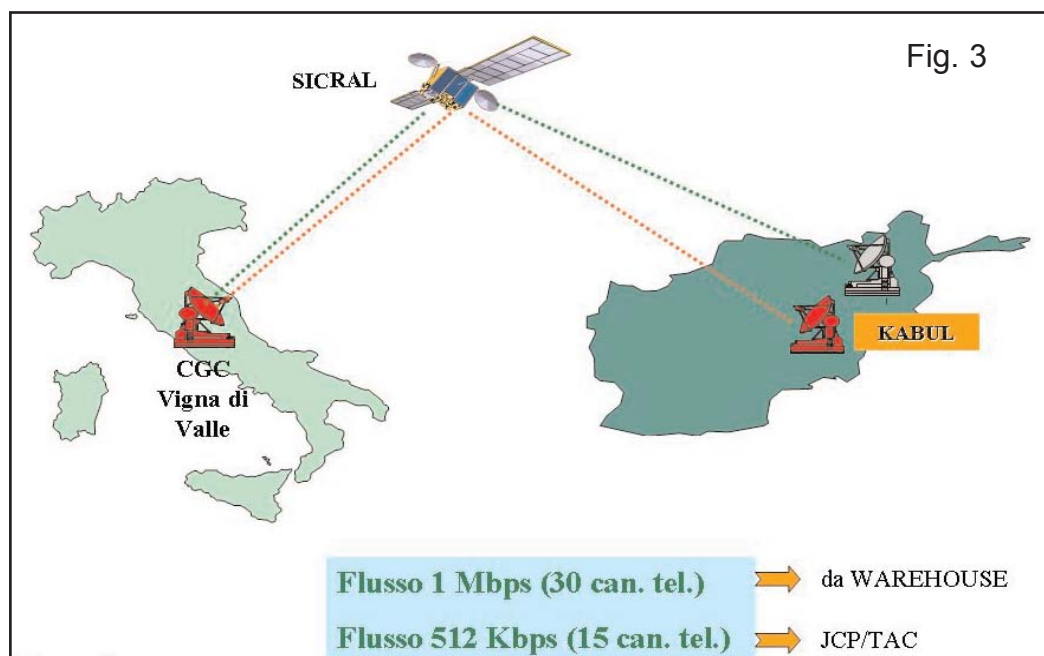 Fig. 3
SICRAL
CGC
Vigna di
Valle
KABUL
Flusso 1 Mbps (30 can. tel.)
da WAREHOUSE
Flusso 512 Kbps (15 can. tel.)
JCP/TAC